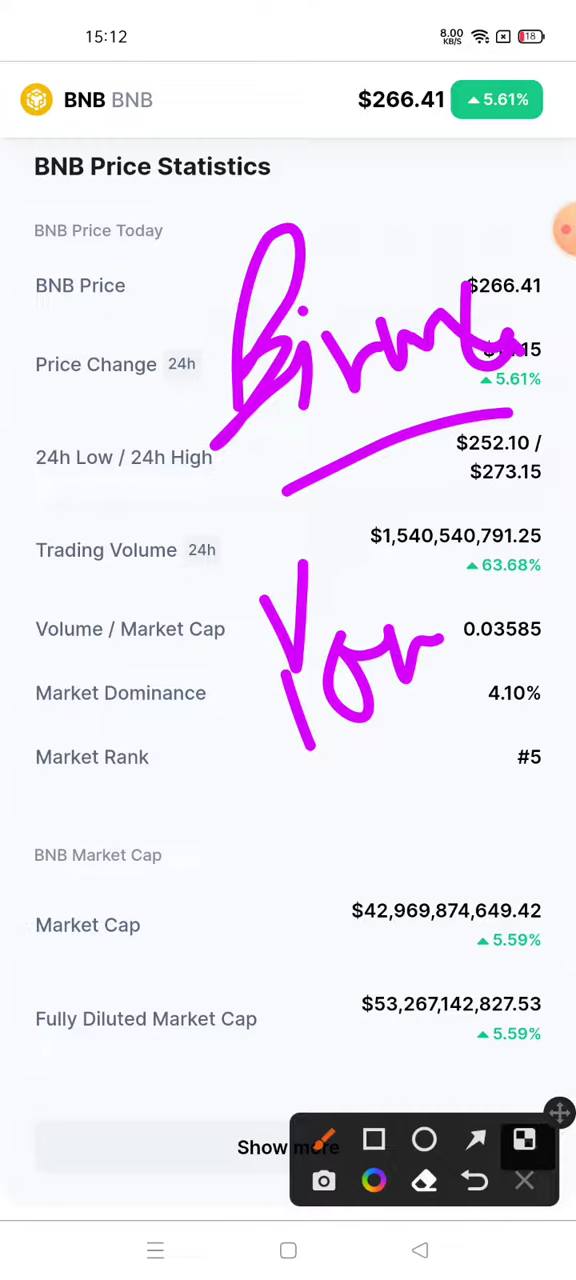 15:12
8.00
KB/S
18
BNB BNB
$266.41
5.61%
BNB Price Statistics
BNB Price Today
BNB Price
$266.41
Price Change 24h
15
5.61%
24h Low / 24h High
$252.10 /
$273.15
Trading Volume 24h
$1,540,540,791.25
63.68%
Volume / Market Cap
0.03585
Market Dominance
4.10%
Market Rank
#5
BNB Market Cap
Market Cap
$42,969,874,649.42
5.59%
Fully Diluted Market Cap
$53,267,142,827.53
5.59%
Show more